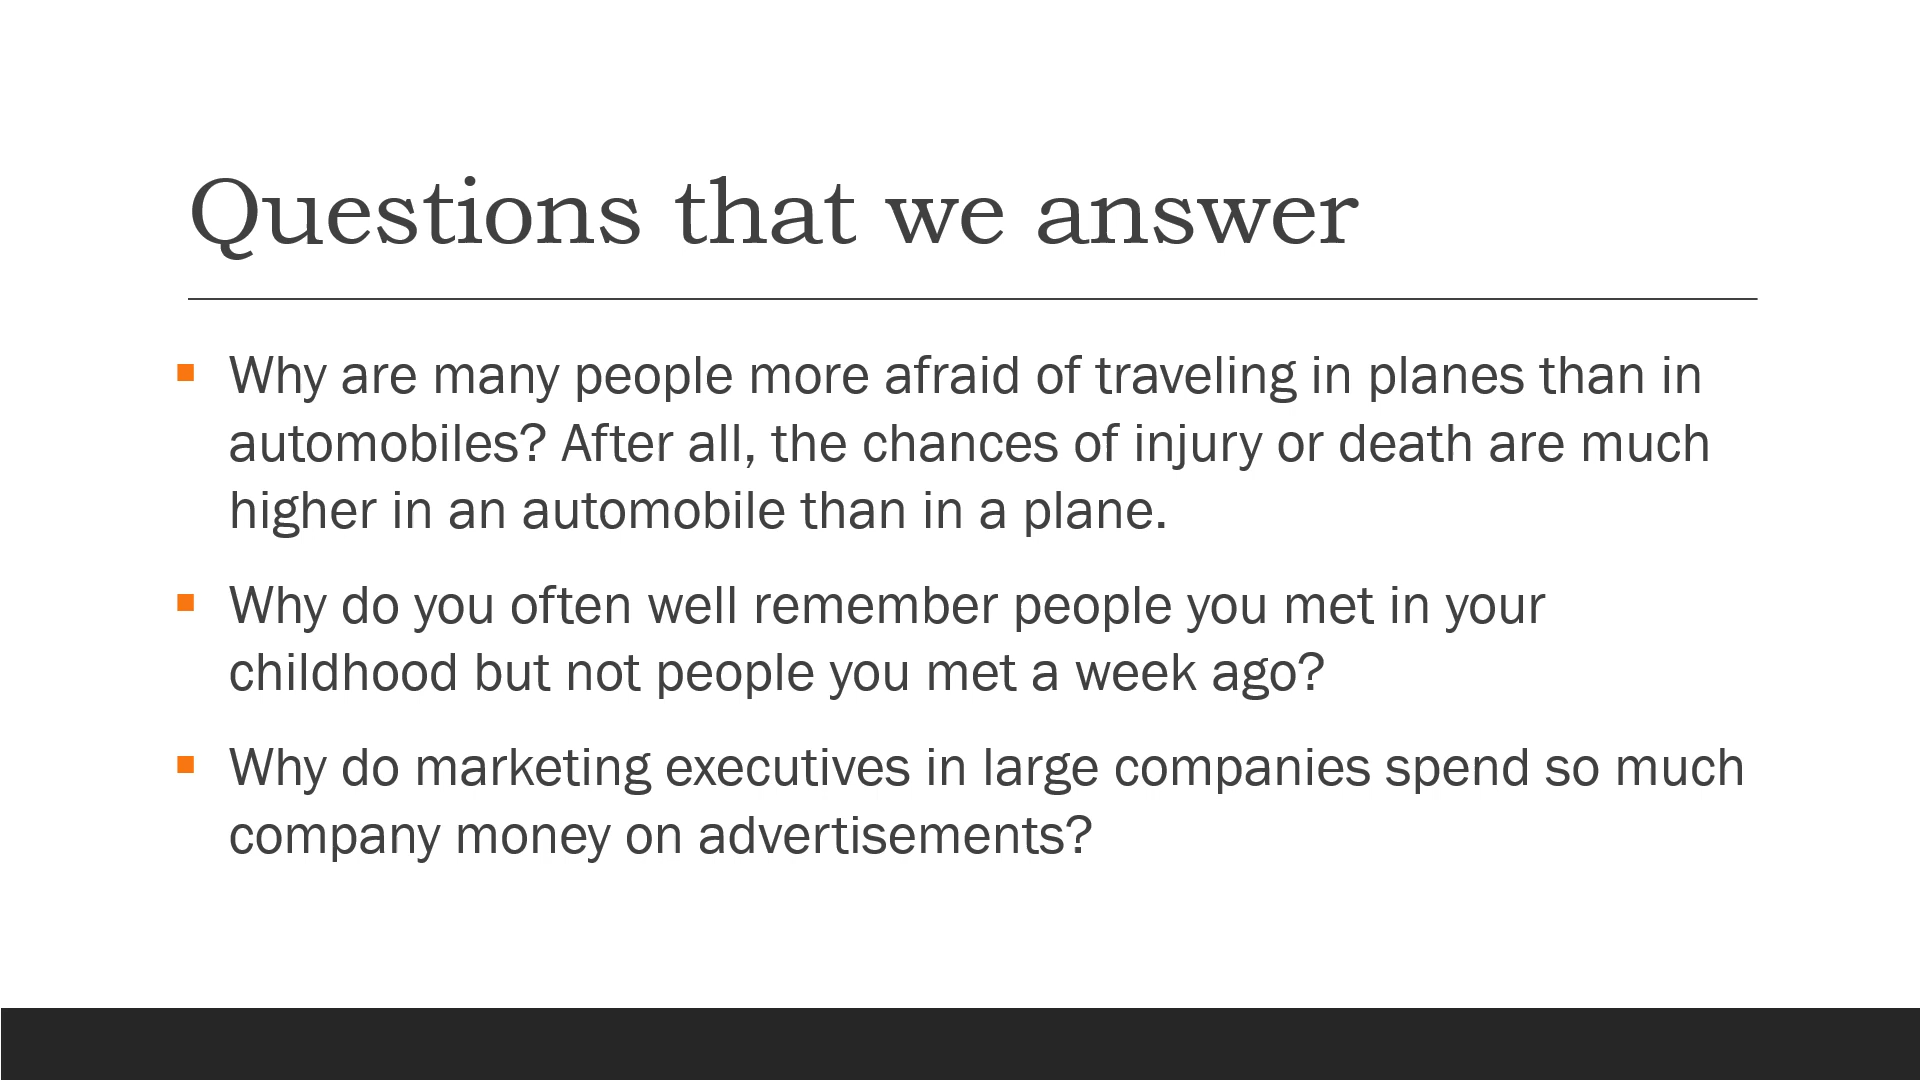 Questions that we answer
Why are many people more afraid of traveling in planes than in
automobiles? After all, the chances of injury or death are much
higher in an automobile than in a plane.
Why do you often well remember people you met in your
childhood but not people you met a week ago?
Why do marketing executives in large companies spend so much
company money on advertisements?